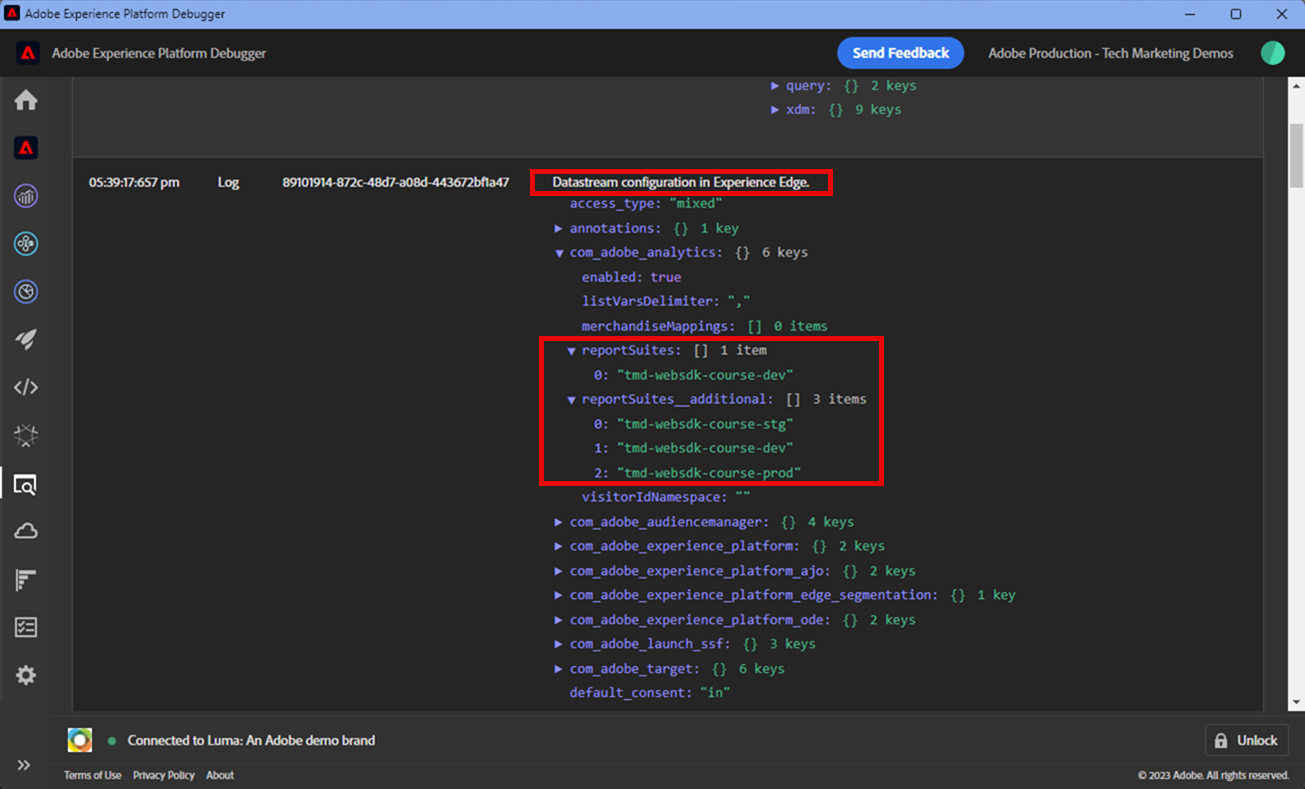 Adobe Experience Platform Debugger
Adobe Experience Platform Debugger
Send Feedback
Adobe Production - Tech Marketing Demos
▶ query: {} 2 keys
▶ xdm: {} 9 keys
05:39:17:657 pm Log 89101914-872c-48d7-a08d-443672bf1a47 Datastream configuration in Experience Edge.
access_type: "mixed"
▶ annotations: {} 1 key
▼ com_adobe_analytics: {} 6 keys
enabled: true
listVarsDelimiter: ","
merchandiseMappings: [] 0 items
▼ reportSuites: [] 1 item
0: "tmd-websdk-course-dev"
▼ reportSuites__additional: [] 3 items
0: "tmd-websdk-course-stg"
1: "tmd-websdk-course-dev"
2: "tmd-websdk-course-prod"
visitorIdNamespace: ""
▶ com_adobe_audiencemanager: {} 4 keys
▶ com_adobe_experience_platform: {} 2 keys
▶ com_adobe_experience_platform_ajo: {} 2 keys
▶ com_adobe_experience_platform_edge_segmentation: {} 1 key
▶ com_adobe_experience_platform_ode: {} 2 keys
▶ com_adobe_launch_ssf: {} 3 keys
▶ com_adobe_target: {} 6 keys
default_consent: "in"
Connected to Luma: An Adobe demo brand
Unlock
Terms of Use Privacy Policy About
© 2023 Adobe. All rights reserved.